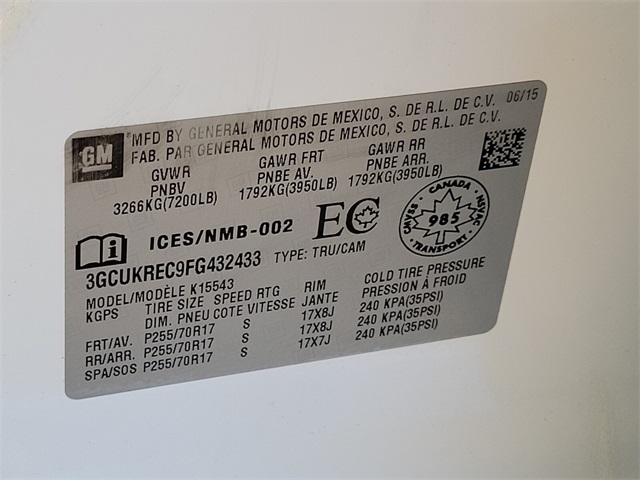 GM
®MFD BY GENERAL MOTORS DE MEXICO, S. DE R.L. DE C.V. 06/15
FAB. PAR GENERAL MOTORS DE MEXICO, S. DE R.L. DE C.V.
GVWR GAWR FRT GAWR RR
PNBV PNBE AV. PNBE ARR.
3266KG(7200LB) 1792KG(3950LB) 1792KG(3950LB)
i ICES/NMB-002 EC
CANADA
CMVSS 985 NSVAC
TRANSPORT
3GCUKREC9FG432433 TYPE: TRU/CAM
MODEL/MODÈLE K15543
KGPS TIRE SIZE SPEED RTG RIM COLD TIRE PRESSURE
DIM. PNEU COTE VITESSE JANTE PRESSION À FROID
FRT/AV. P255/70R17 S 17X8J 240 KPA(35PSI)
RR/ARR. P255/70R17 S 17X8J 240 KPA(35PSI)
SPA/SOS P255/70R17 S 17X7J 240 KPA(35PSI)